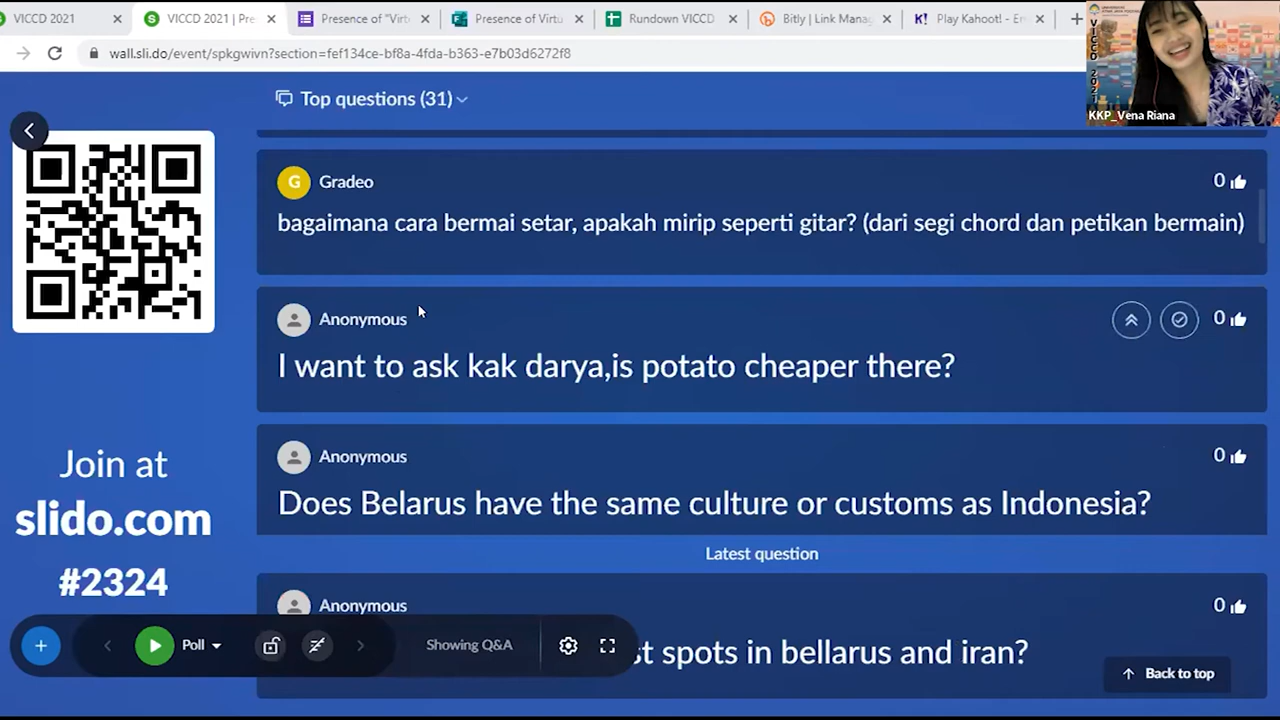 VICCD 2021
VICCD 2021 | Pre
Presence of "Virt
Presence of Virtu
Rundown VICCD
Bitly | Link Manag
K! Play Kahoot! - En
wall.sli.do/event/spkgwivn?section=fef134ce-bf8a-4fda-b363-e7b03d6272f8
VICCD 2021
KKP_Vena Riana
Top questions (31)
G Gradeo
0
bagaimana cara bermai setar, apakah mirip seperti gitar? (dari segi chord dan petikan bermain)
Anonymous
0
I want to ask kak darya,is potato cheaper there?
Anonymous
0
Does Belarus have the same culture or customs as Indonesia?
Latest question
Anonymous
0
st spots in bellarus and iran?
Join at
slido.com
#2324
Poll
Showing Q&A
Back to top